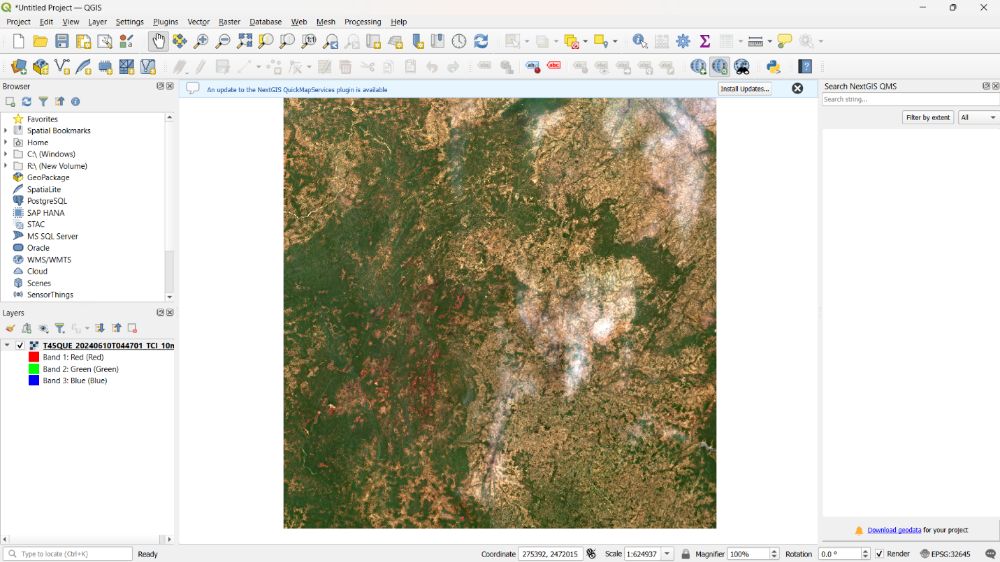 *Untitled Project — QGIS
Project Edit View Layer Settings Plugins Vector Raster Database Web Mesh Processing Help
Browser
An update to the NextGIS QuickMapServices plugin is available
Install Updates...
Search NextGIS QMS
Search string...
Filter by extent
All
Favorites
Spatial Bookmarks
Home
C:\ (Windows)
R:\ (New Volume)
GeoPackage
SpatiaLite
PostgreSQL
SAP HANA
STAC
MS SQL Server
Oracle
WMS/WMTS
Cloud
Scenes
SensorThings
Layers
T45QUE_20240610T044701_TCI_10m
Band 1: Red (Red)
Band 2: Green (Green)
Band 3: Blue (Blue)
Download geodata for your project
Type to locate (Ctrl+K)
Ready
Coordinate 275392, 2472015
Scale 1:624937
Magnifier 100%
Rotation 0.0 °
Render
EPSG:32645